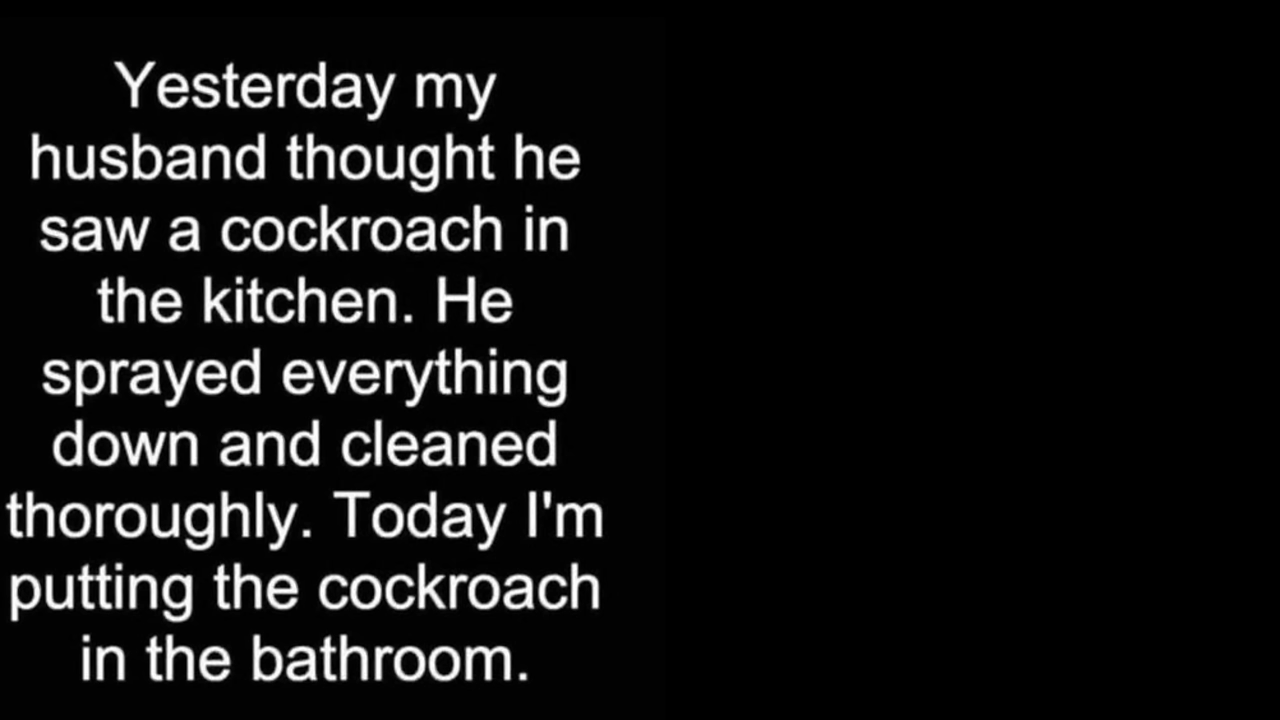 Yesterday my
husband thought he
saw a cockroach in
the kitchen. He
sprayed everything
down and cleaned
thoroughly. Today I'm
putting the cockroach
in the bathroom.